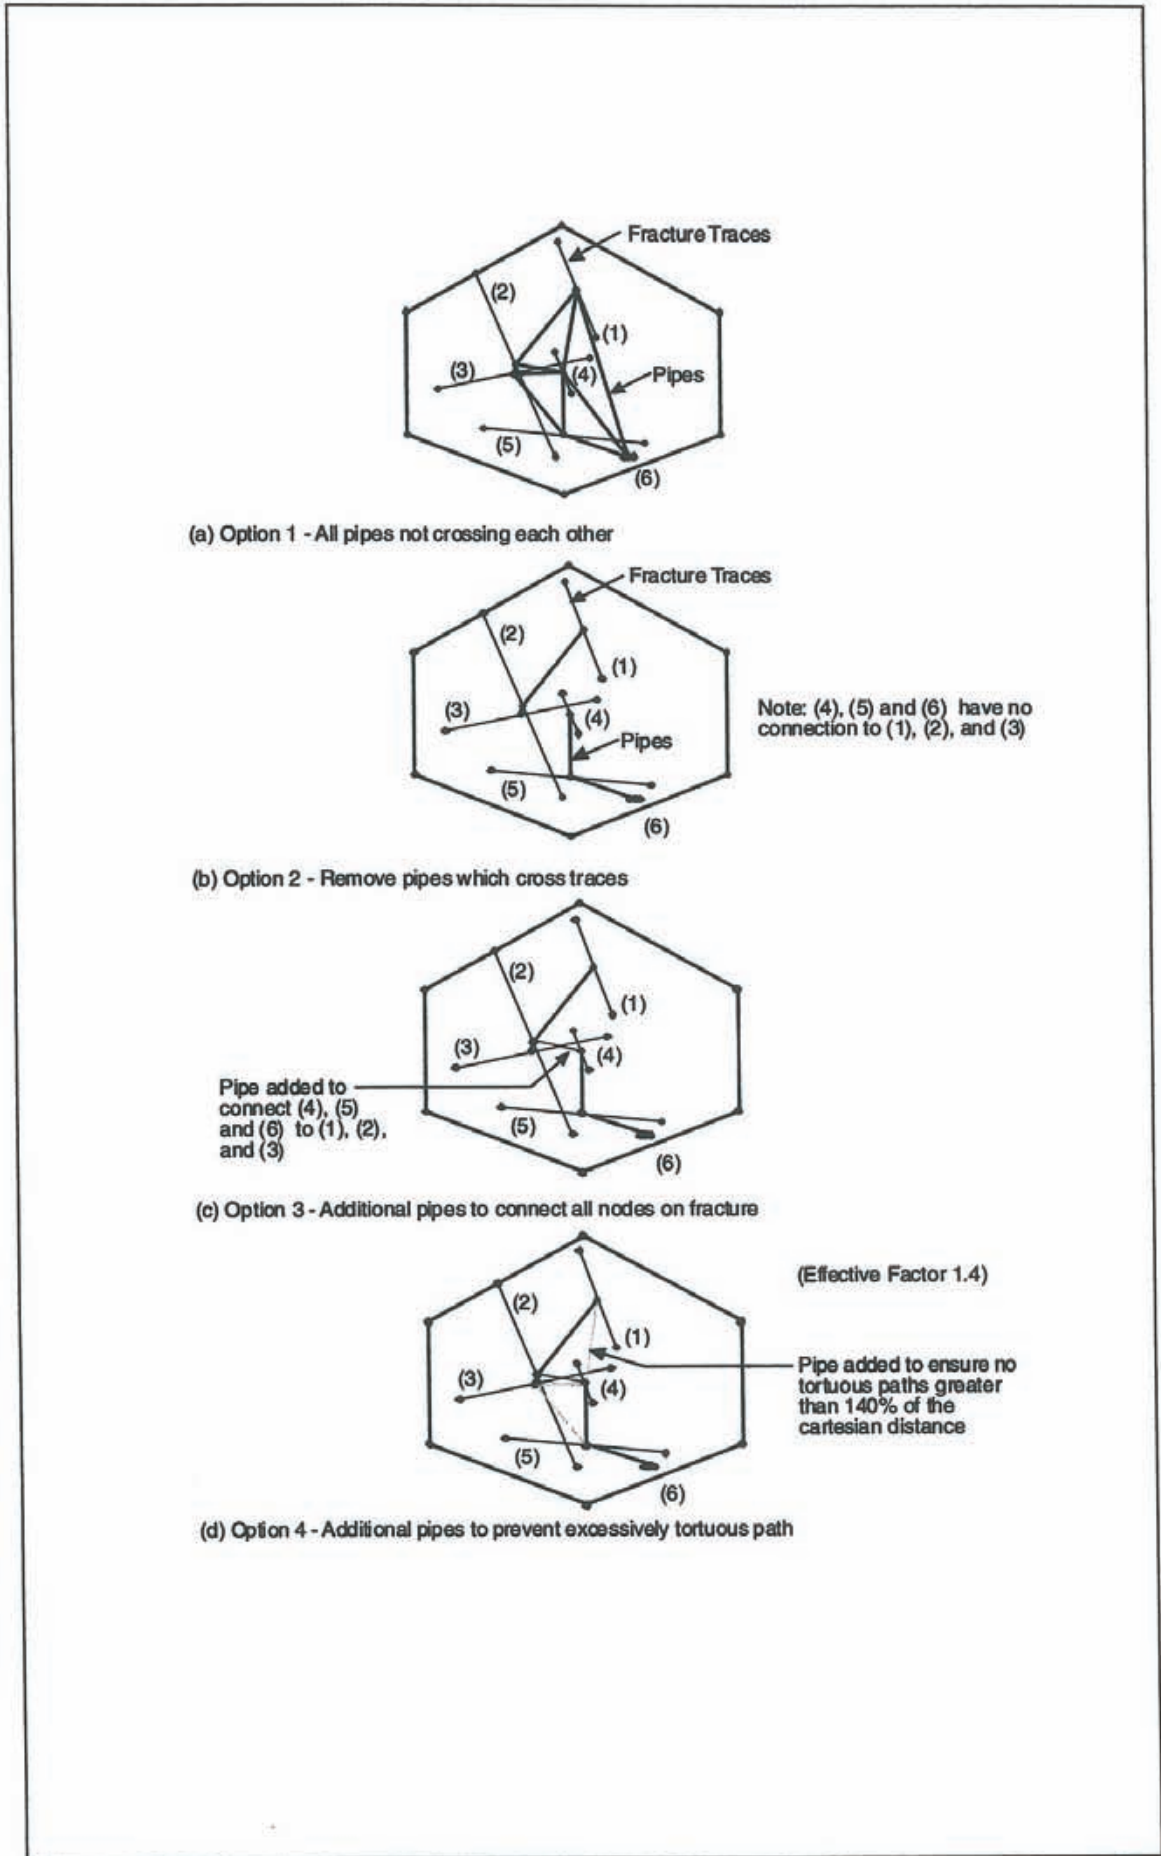 Fracture Traces
(2)
(1)
(3)
(4)
Pipes
(5)
(6)
(a) Option 1 - All pipes not crossing each other
Fracture Traces
(2)
(1)
(3)
(4)
Note: (4), (5) and (6) have no
connection to (1), (2), and (3)
Pipes
(5)
(6)
(b) Option 2 - Remove pipes which cross traces
(2)
(1)
(3)
(4)
Pipe added to
connect (4), (5)
and (6) to (1), (2),
and (3)
(5)
(6)
(c) Option 3 - Additional pipes to connect all nodes on fracture
(Effective Factor 1.4)
(2)
(1)
Pipe added to ensure no
tortuous paths greater
than 140% of the
cartesian distance
(3)
(4)
(5)
(6)
(d) Option 4 - Additional pipes to prevent excessively tortuous path